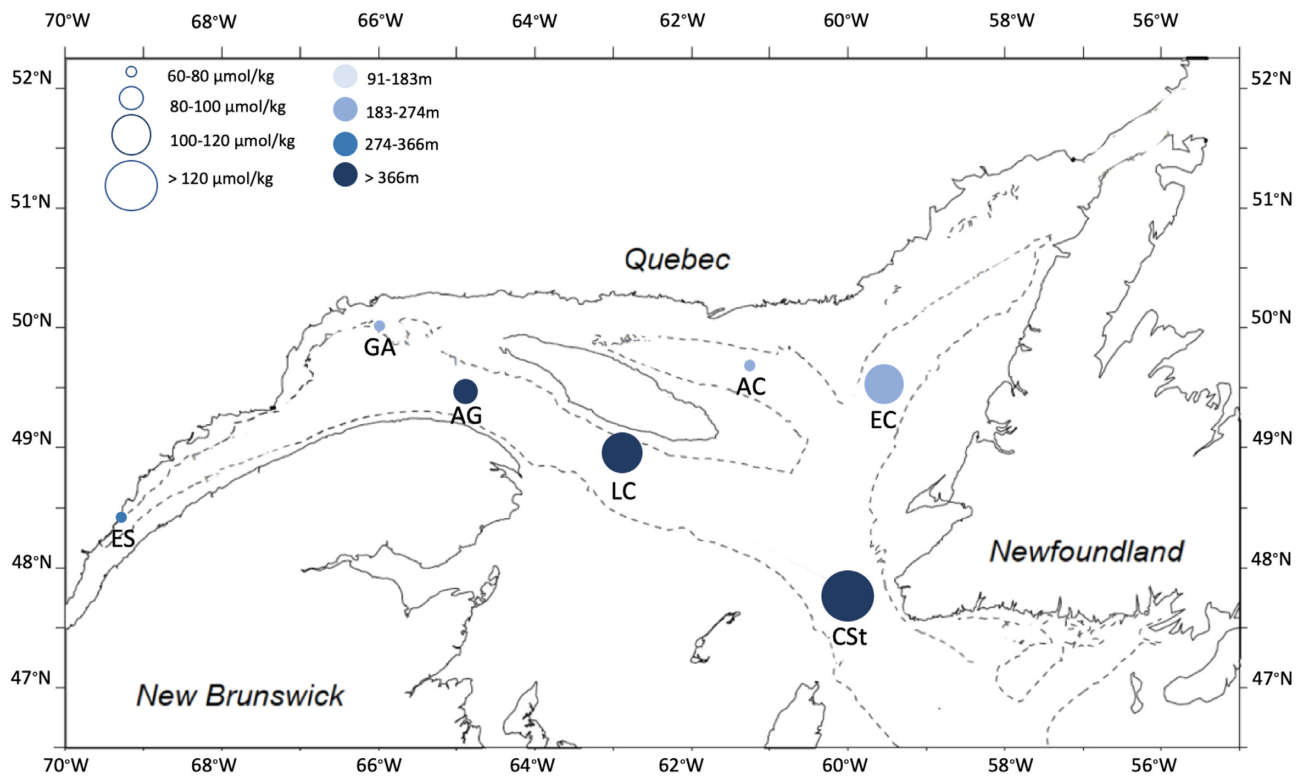 70°W 68°W 66°W 64°W 62°W 60°W 58°W 56°W
52°N 52°N
60-80 µmol/kg 91-183m
80-100 µmol/kg 183-274m
100-120 µmol/kg 274-366m
> 120 µmol/kg > 366m
51°N 51°N
Quebec
50°N 50°N
GA
AC
AG EC
49°N 49°N
LC
ES
Newfoundland
48°N 48°N
CSt
47°N 47°N
New Brunswick
70°W 68°W 66°W 64°W 62°W 60°W 58°W 56°W